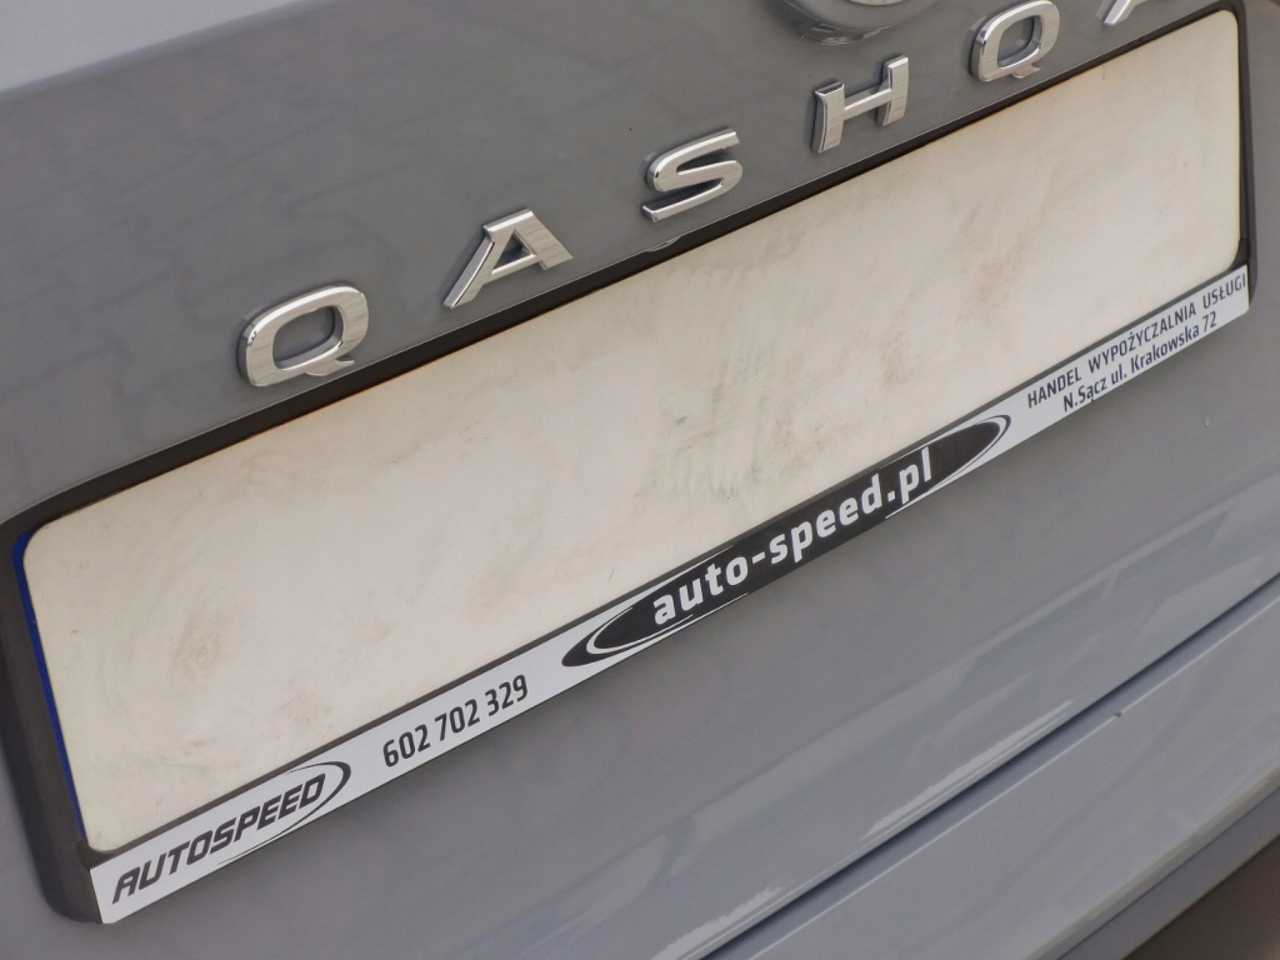 QASHQA
HANDEL WYPOŻYCZALNIA USŁUGI
N.Sącz ul. Krakowska 72
auto-speed.pl
602 702 329
AUTOSPEED